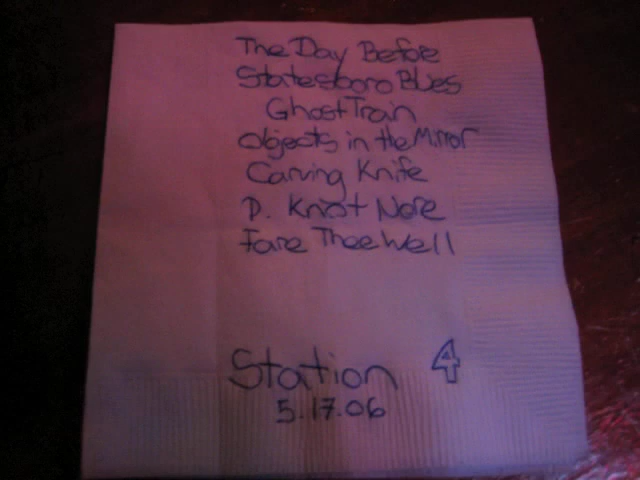 The Day Before
Statesboro Blues
Ghost Train
Objects in the Mirror
Carving Knife
D. Knot Nore
Fare Thee Well
Station 4
5.17.06